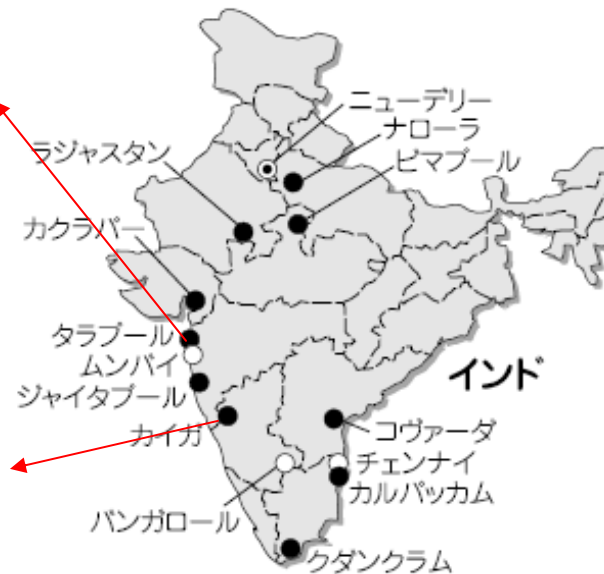 ニューデリー
ナローラ
ラジャスタン
ビマブール
カクラパー
タラプール
ムンバイ
ジャイタプール
インド
カイガ
コヴァーダ
チェンナイ
カルパッカム
バンガロール
クダンクラム